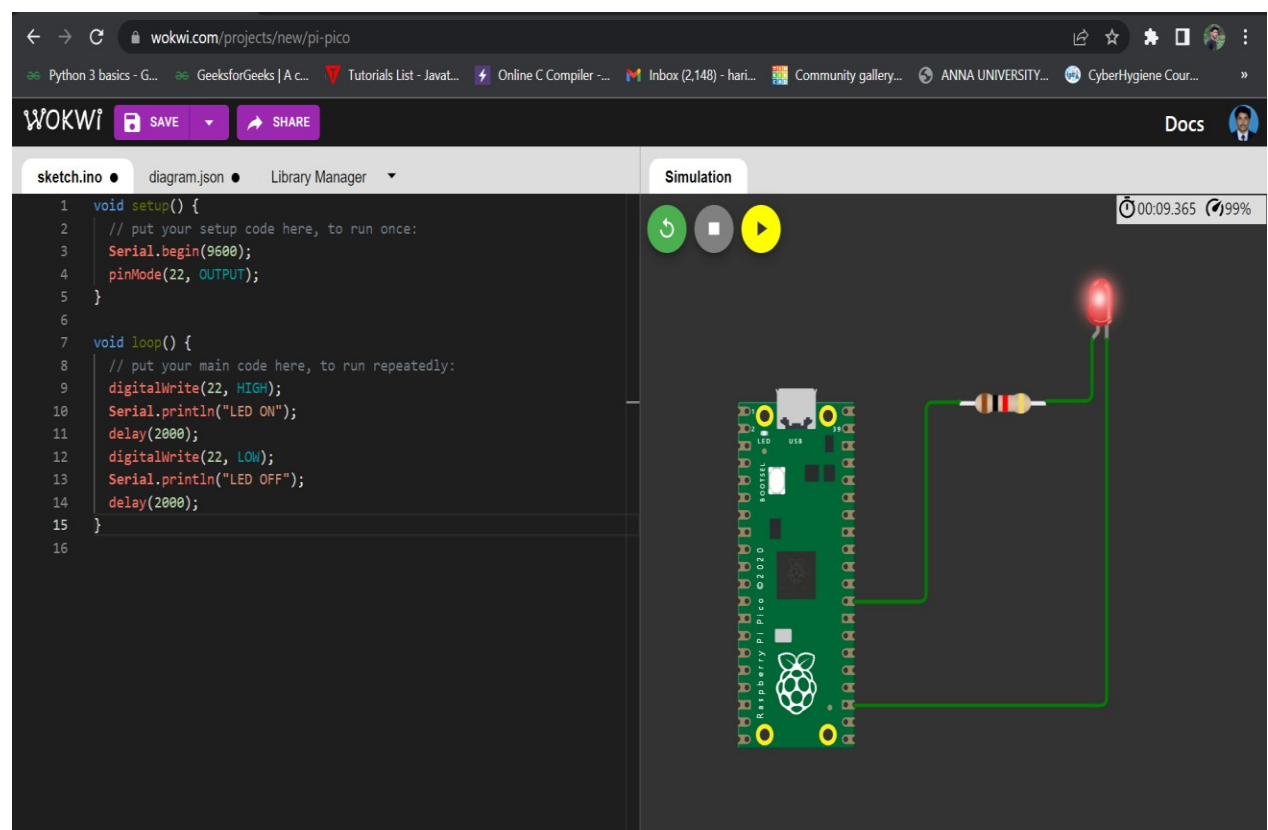 wokwi.com/projects/new/pi-pico
Python 3 basics - G... GeeksforGeeks | A c... Tutorials List - Javat... Online C Compiler -... Inbox (2,148) - hari... Community gallery... ANNA UNIVERSITY... CyberHygiene Cour... »
WOKWi SAVE SHARE Docs
sketch.ino ● diagram.json ● Library Manager Simulation
00:09.365 99%
1 void setup() {
2 // put your setup code here, to run once:
3 Serial.begin(9600);
4 pinMode(22, OUTPUT);
5 }
6
7 void loop() {
8 // put your main code here, to run repeatedly:
9 digitalWrite(22, HIGH);
10 Serial.println("LED ON");
11 delay(2000);
12 digitalWrite(22, LOW);
13 Serial.println("LED OFF");
14 delay(2000);
15 }
16
1
2 39
LED USB
BOOTSEL
Raspberry Pi Pico ©2020